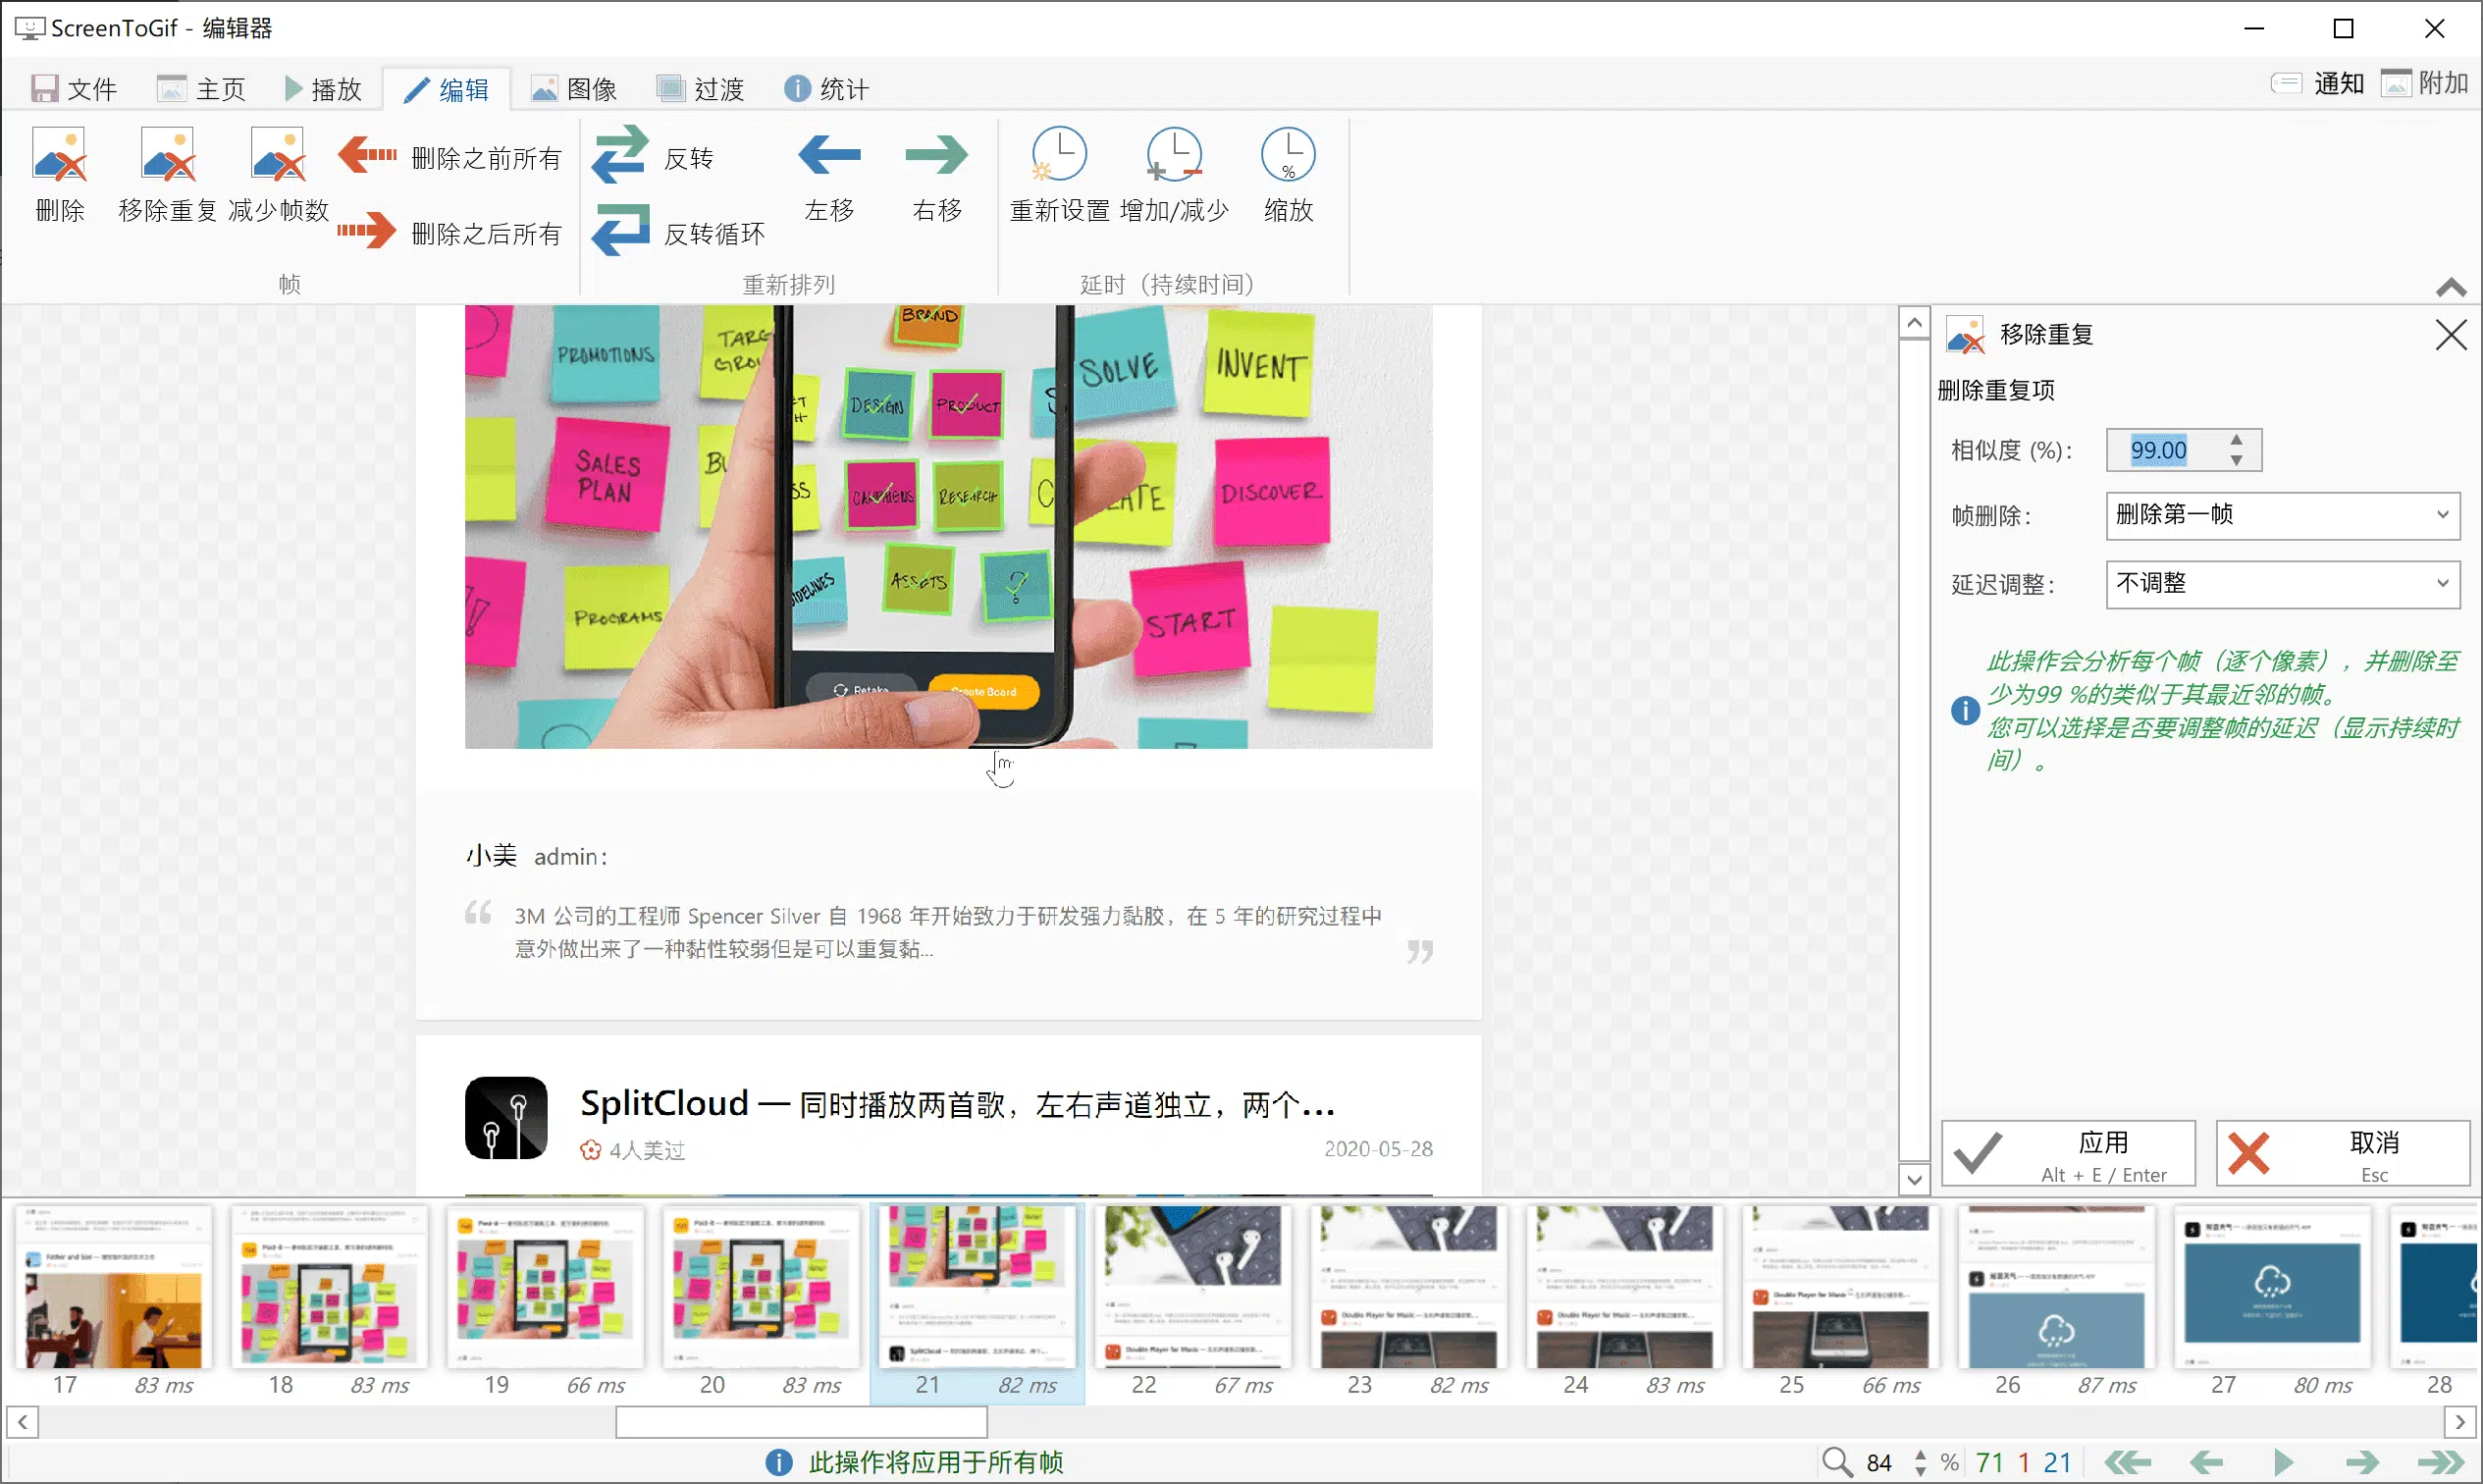 ScreenToGif - 编辑器
文件 主页 播放 编辑 图像 过渡 统计 通知 附加
删除 移除重复 减少帧数 删除之前所有 删除之后所有
帧
反转 反转循环 左移 右移
重新排列
重新设置 增加/减少 缩放
延时（持续时间）
BRAND
PROMOTIONS
SOLVE
INVENT
DESIGN
PRODUCT
SALES
PLAN
CAMPAIGNS
RESEARCH
DISCOVER
ASSETS
?
PROGRAMS
START
Retake
Create Board
小美 admin：
“ 3M 公司的工程师 Spencer Silver 自 1968 年开始致力于研发强力黏胶，在 5 年的研究过程中
意外做出来了一种黏性较弱但是可以重复黏... ”
SplitCloud — 同时播放两首歌，左右声道独立，两个...
4人美过 2020-05-28
移除重复
删除重复项
相似度 (%)： 99.00
帧删除： 删除第一帧
延迟调整： 不调整
此操作会分析每个帧（逐个像素），并删除至
少为99 %的类似于其最近邻的帧。
您可以选择是否要调整帧的延迟（显示持续时
间）。
应用
Alt + E / Enter
取消
Esc
17 83 ms 18 83 ms 19 66 ms 20 83 ms 21 82 ms 22 67 ms 23 82 ms 24 83 ms 25 66 ms 26 87 ms 27 80 ms 28
此操作将应用于所有帧
84 % 71 1 21